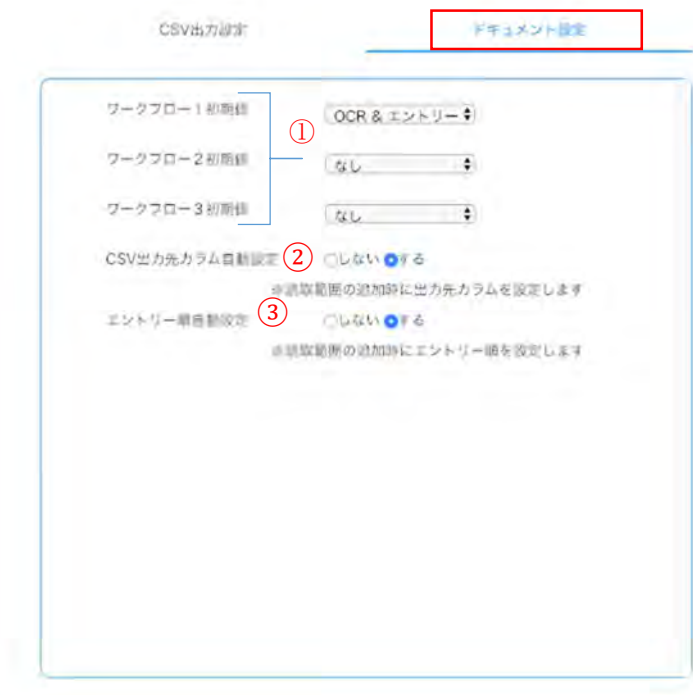 CSV出力設定
ドキュメント設定
ワークフロー1初期値
①
OCR & エントリー
ワークフロー2初期値
なし
ワークフロー3初期値
なし
CSV出力先カラム自動設定 ② しない する
※読取範囲の追加時に出力先カラムを設定します
エントリー順自動設定 ③ しない する
※読取範囲の追加時にエントリー順を設定します